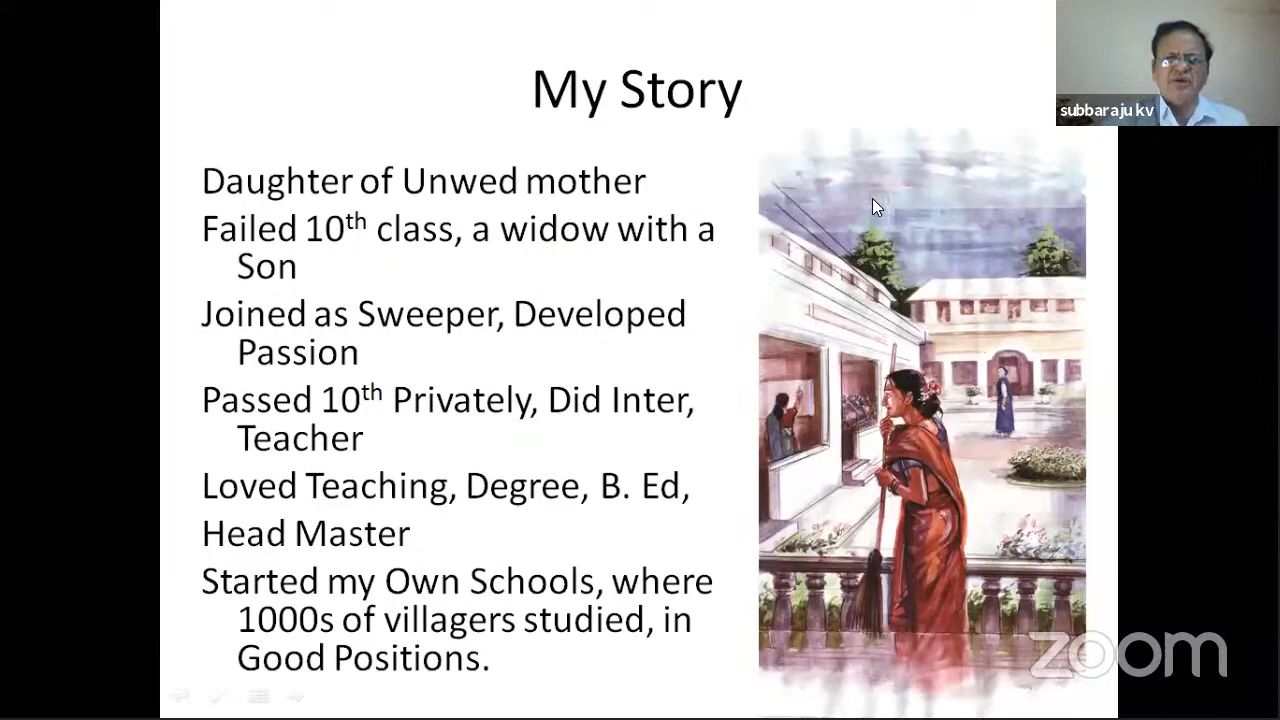 My Story
subbaraju kv
Daughter of Unwed mother
Failed 10th class, a widow with a
Son
Joined as Sweeper, Developed
Passion
Passed 10th Privately, Did Inter,
Teacher
Loved Teaching, Degree, B. Ed,
Head Master
Started my Own Schools, where
1000s of villagers studied, in
Good Positions.
zoom